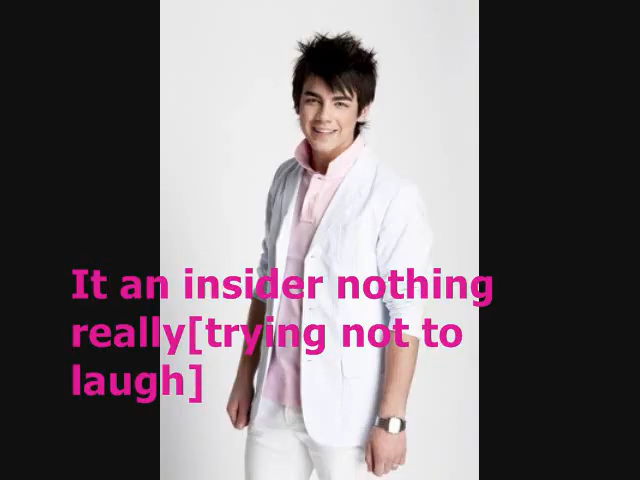 It an insider nothing
really[trying not to
laugh]